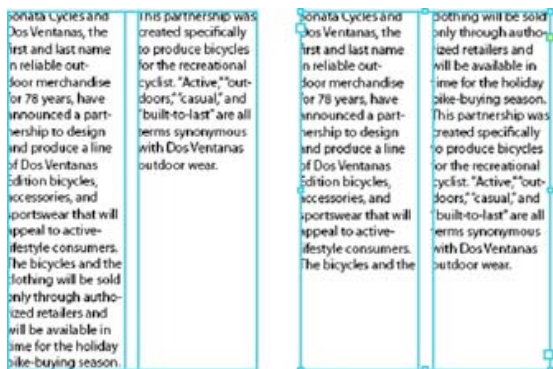 Sonata Cycles and
Dos Ventanas, the
first and last name
in reliable out-
door merchandise
for 78 years, have
announced a part-
nership to design
and produce a line
of Dos Ventanas
Edition bicycles,
accessories, and
sportswear that will
appeal to active-
lifestyle consumers.
The bicycles and the
clothing will be sold
only through autho-
rized retailers and
will be available in
time for the holiday
bike-buying season.
This partnership was
created specifically
to produce bicycles
for the recreational
cyclist. “Active,” “out-
doors,” “casual,” and
“built-to-last” are all
terms synonymous
with Dos Ventanas
outdoor wear.
Sonata Cycles and
Dos Ventanas, the
first and last name
in reliable out-
door merchandise
for 78 years, have
announced a part-
nership to design
and produce a line
of Dos Ventanas
Edition bicycles,
accessories, and
sportswear that will
appeal to active-
lifestyle consumers.
The bicycles and the
clothing will be sold
only through autho-
rized retailers and
will be available in
time for the holiday
bike-buying season.
This partnership was
created specifically
to produce bicycles
for the recreational
cyclist. “Active,” “out-
doors,” “casual,” and
“built-to-last” are all
terms synonymous
with Dos Ventanas
outdoor wear.